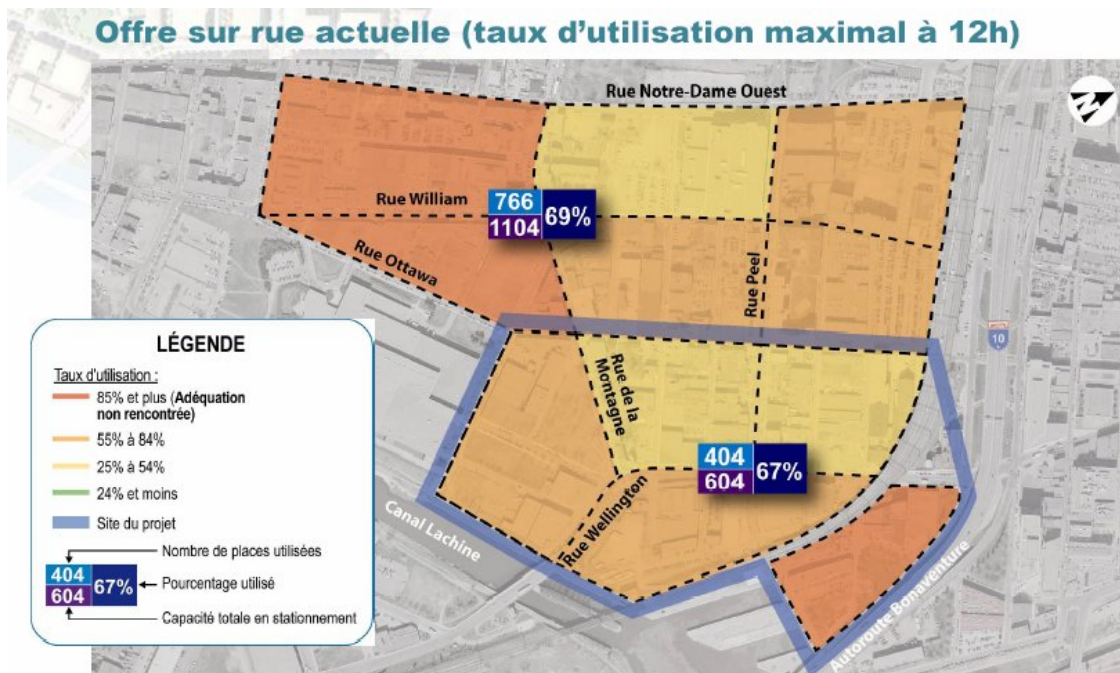 Offre sur rue actuelle (taux d'utilisation maximal à 12h)
Rue Notre-Dame Ouest
Rue William
766
1104
69%
Rue Ottawa
Rue Peel
10
Rue de la
Montagne
404
604
67%
Rue Wellington
Canal Lachine
Autoroute Bonaventure
LÉGENDE
Taux d'utilisation :
85% et plus (Adéquation
non rencontrée)
55% à 84%
25% à 54%
24% et moins
Site du projet
Nombre de places utilisées
404
604
67%
Pourcentage utilisé
Capacité totale en stationnement